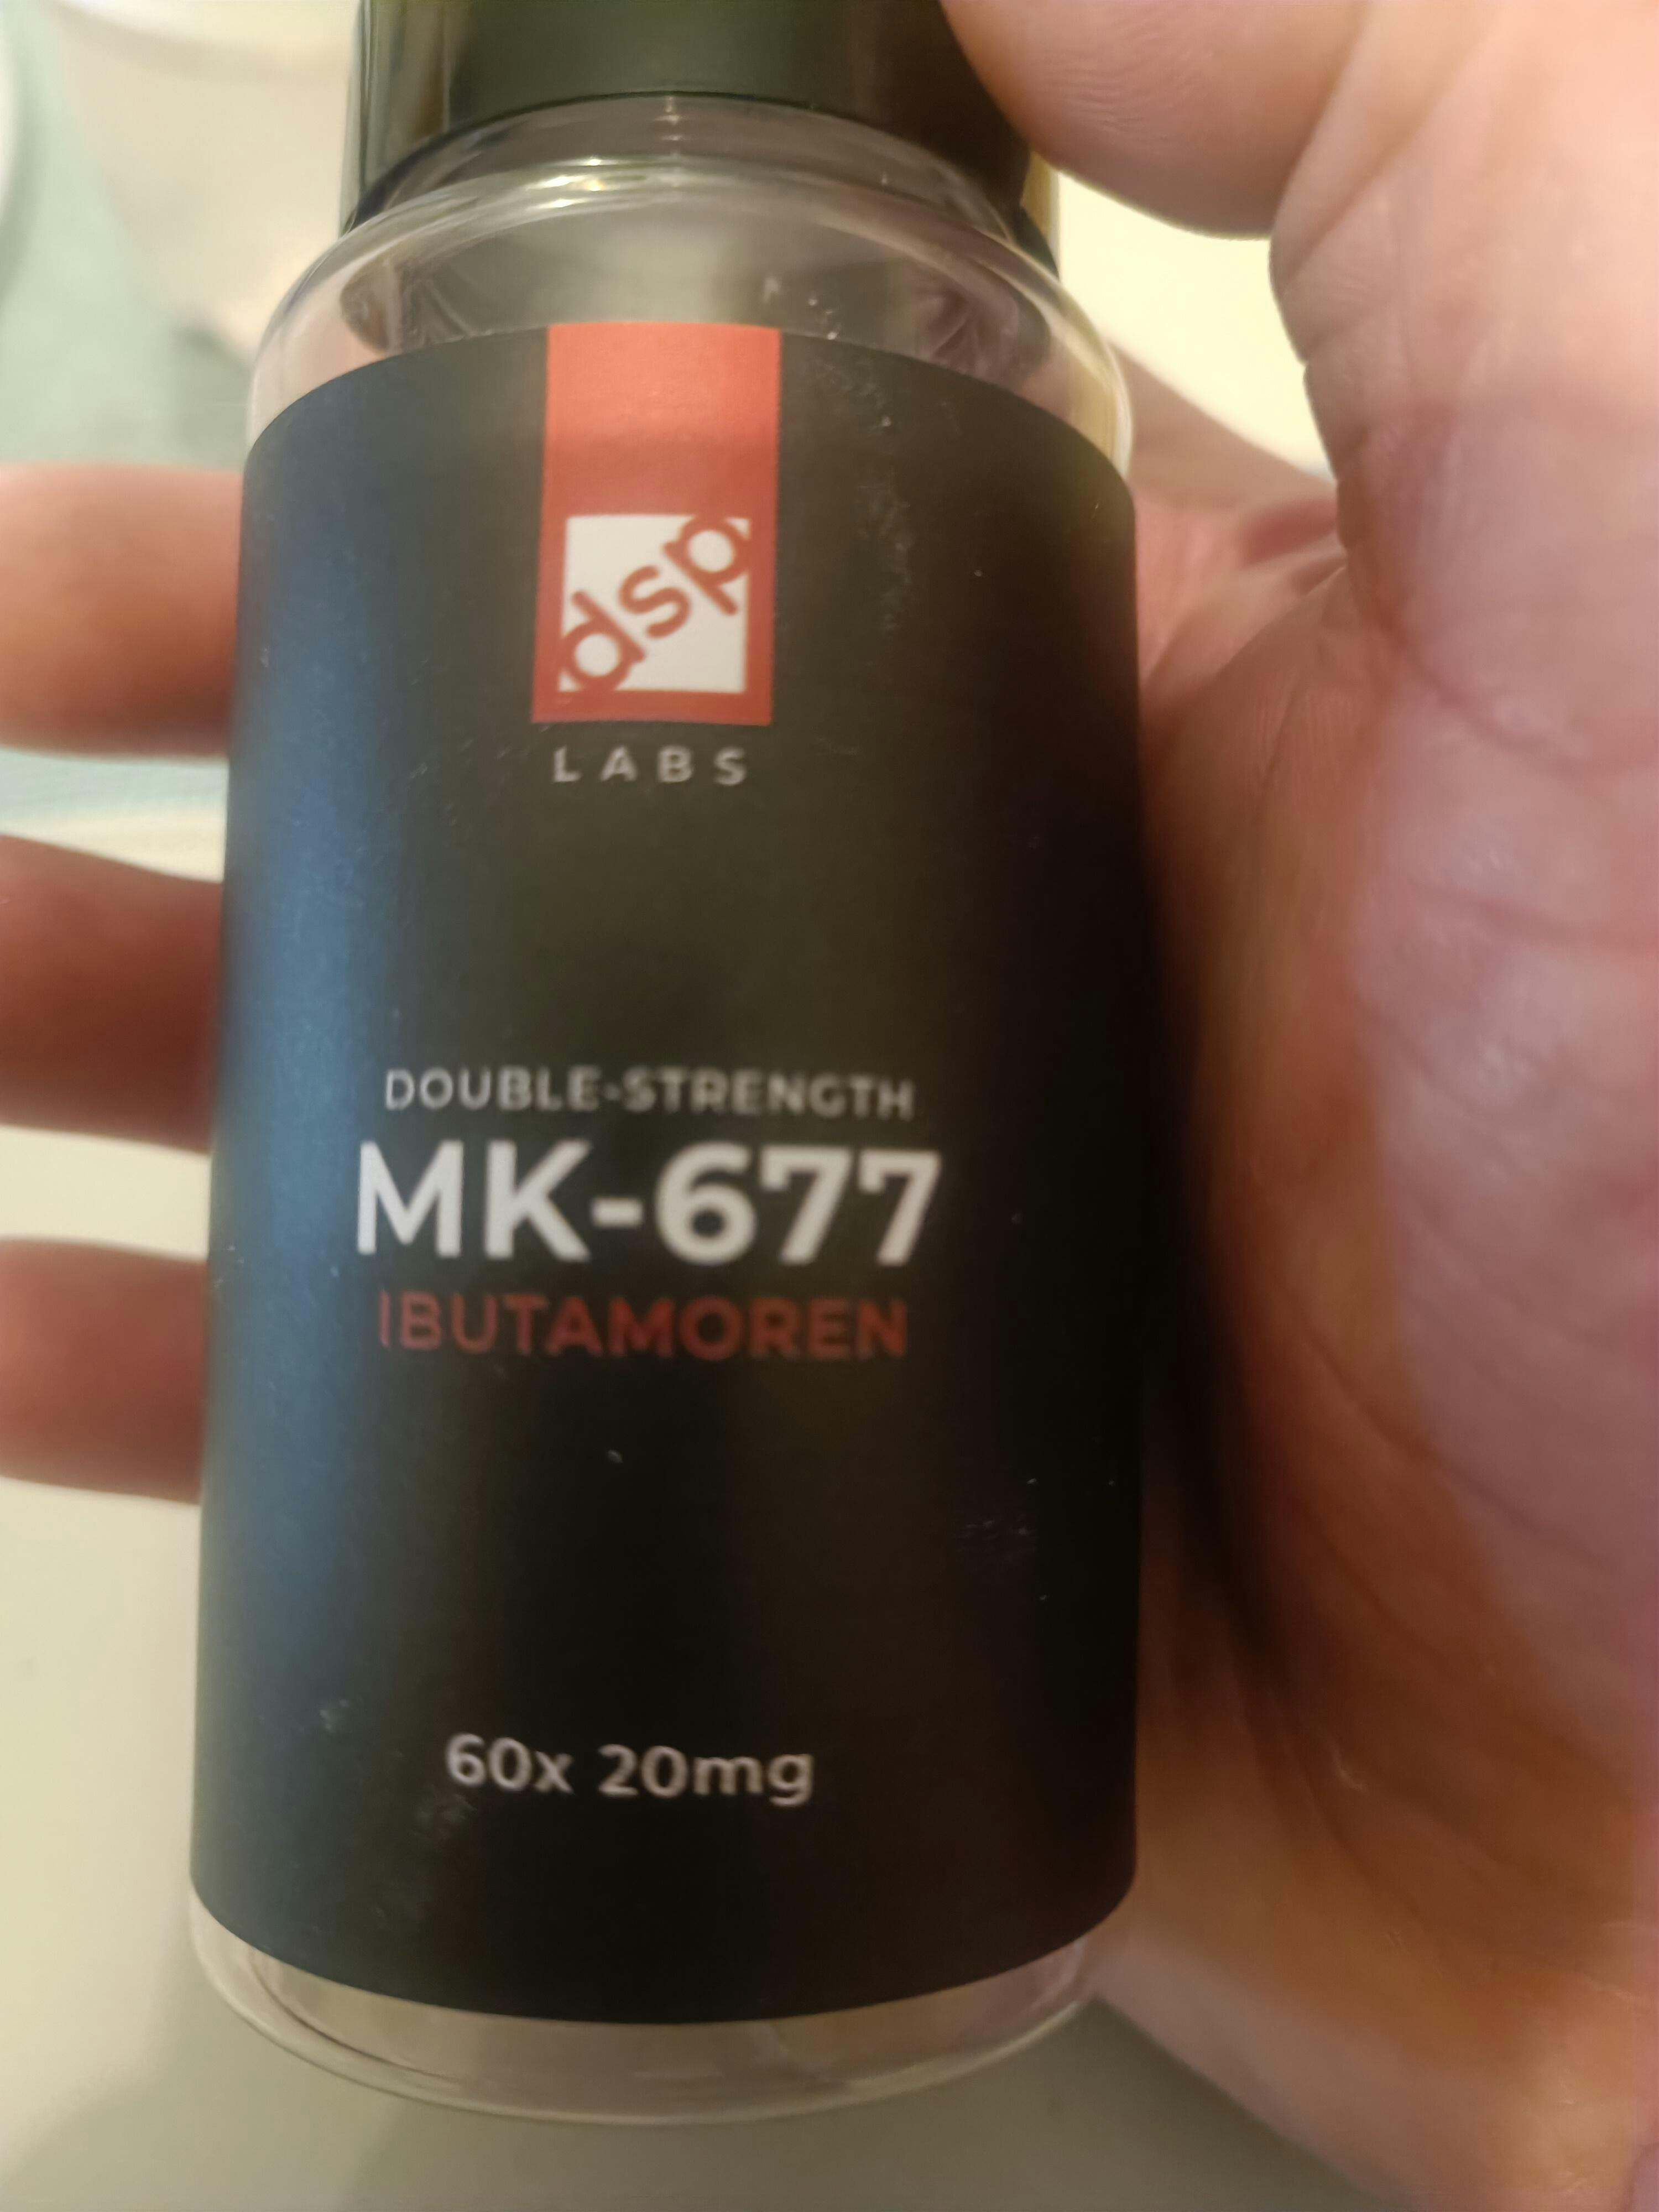 dsp
LABS
DOUBLE-STRENGTH
MK-677
IBUTAMOREN
60x 20mg